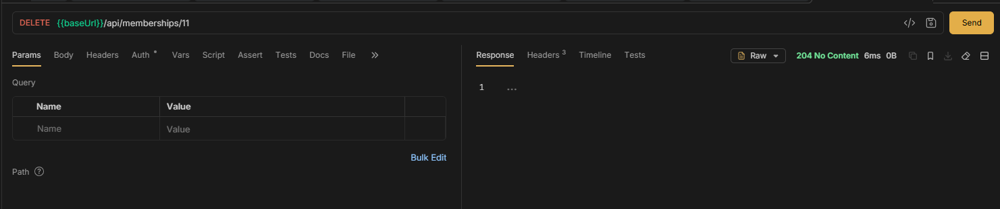 DELETE {{baseUrl}}/api/memberships/11 </> Send
Params Body Headers Auth Vars Script Assert Tests Docs File »
Response Headers 3 Timeline Tests Raw 204 No Content 6ms 0B
Query
1 ...
Name Value
Name Value
Bulk Edit
Path ?